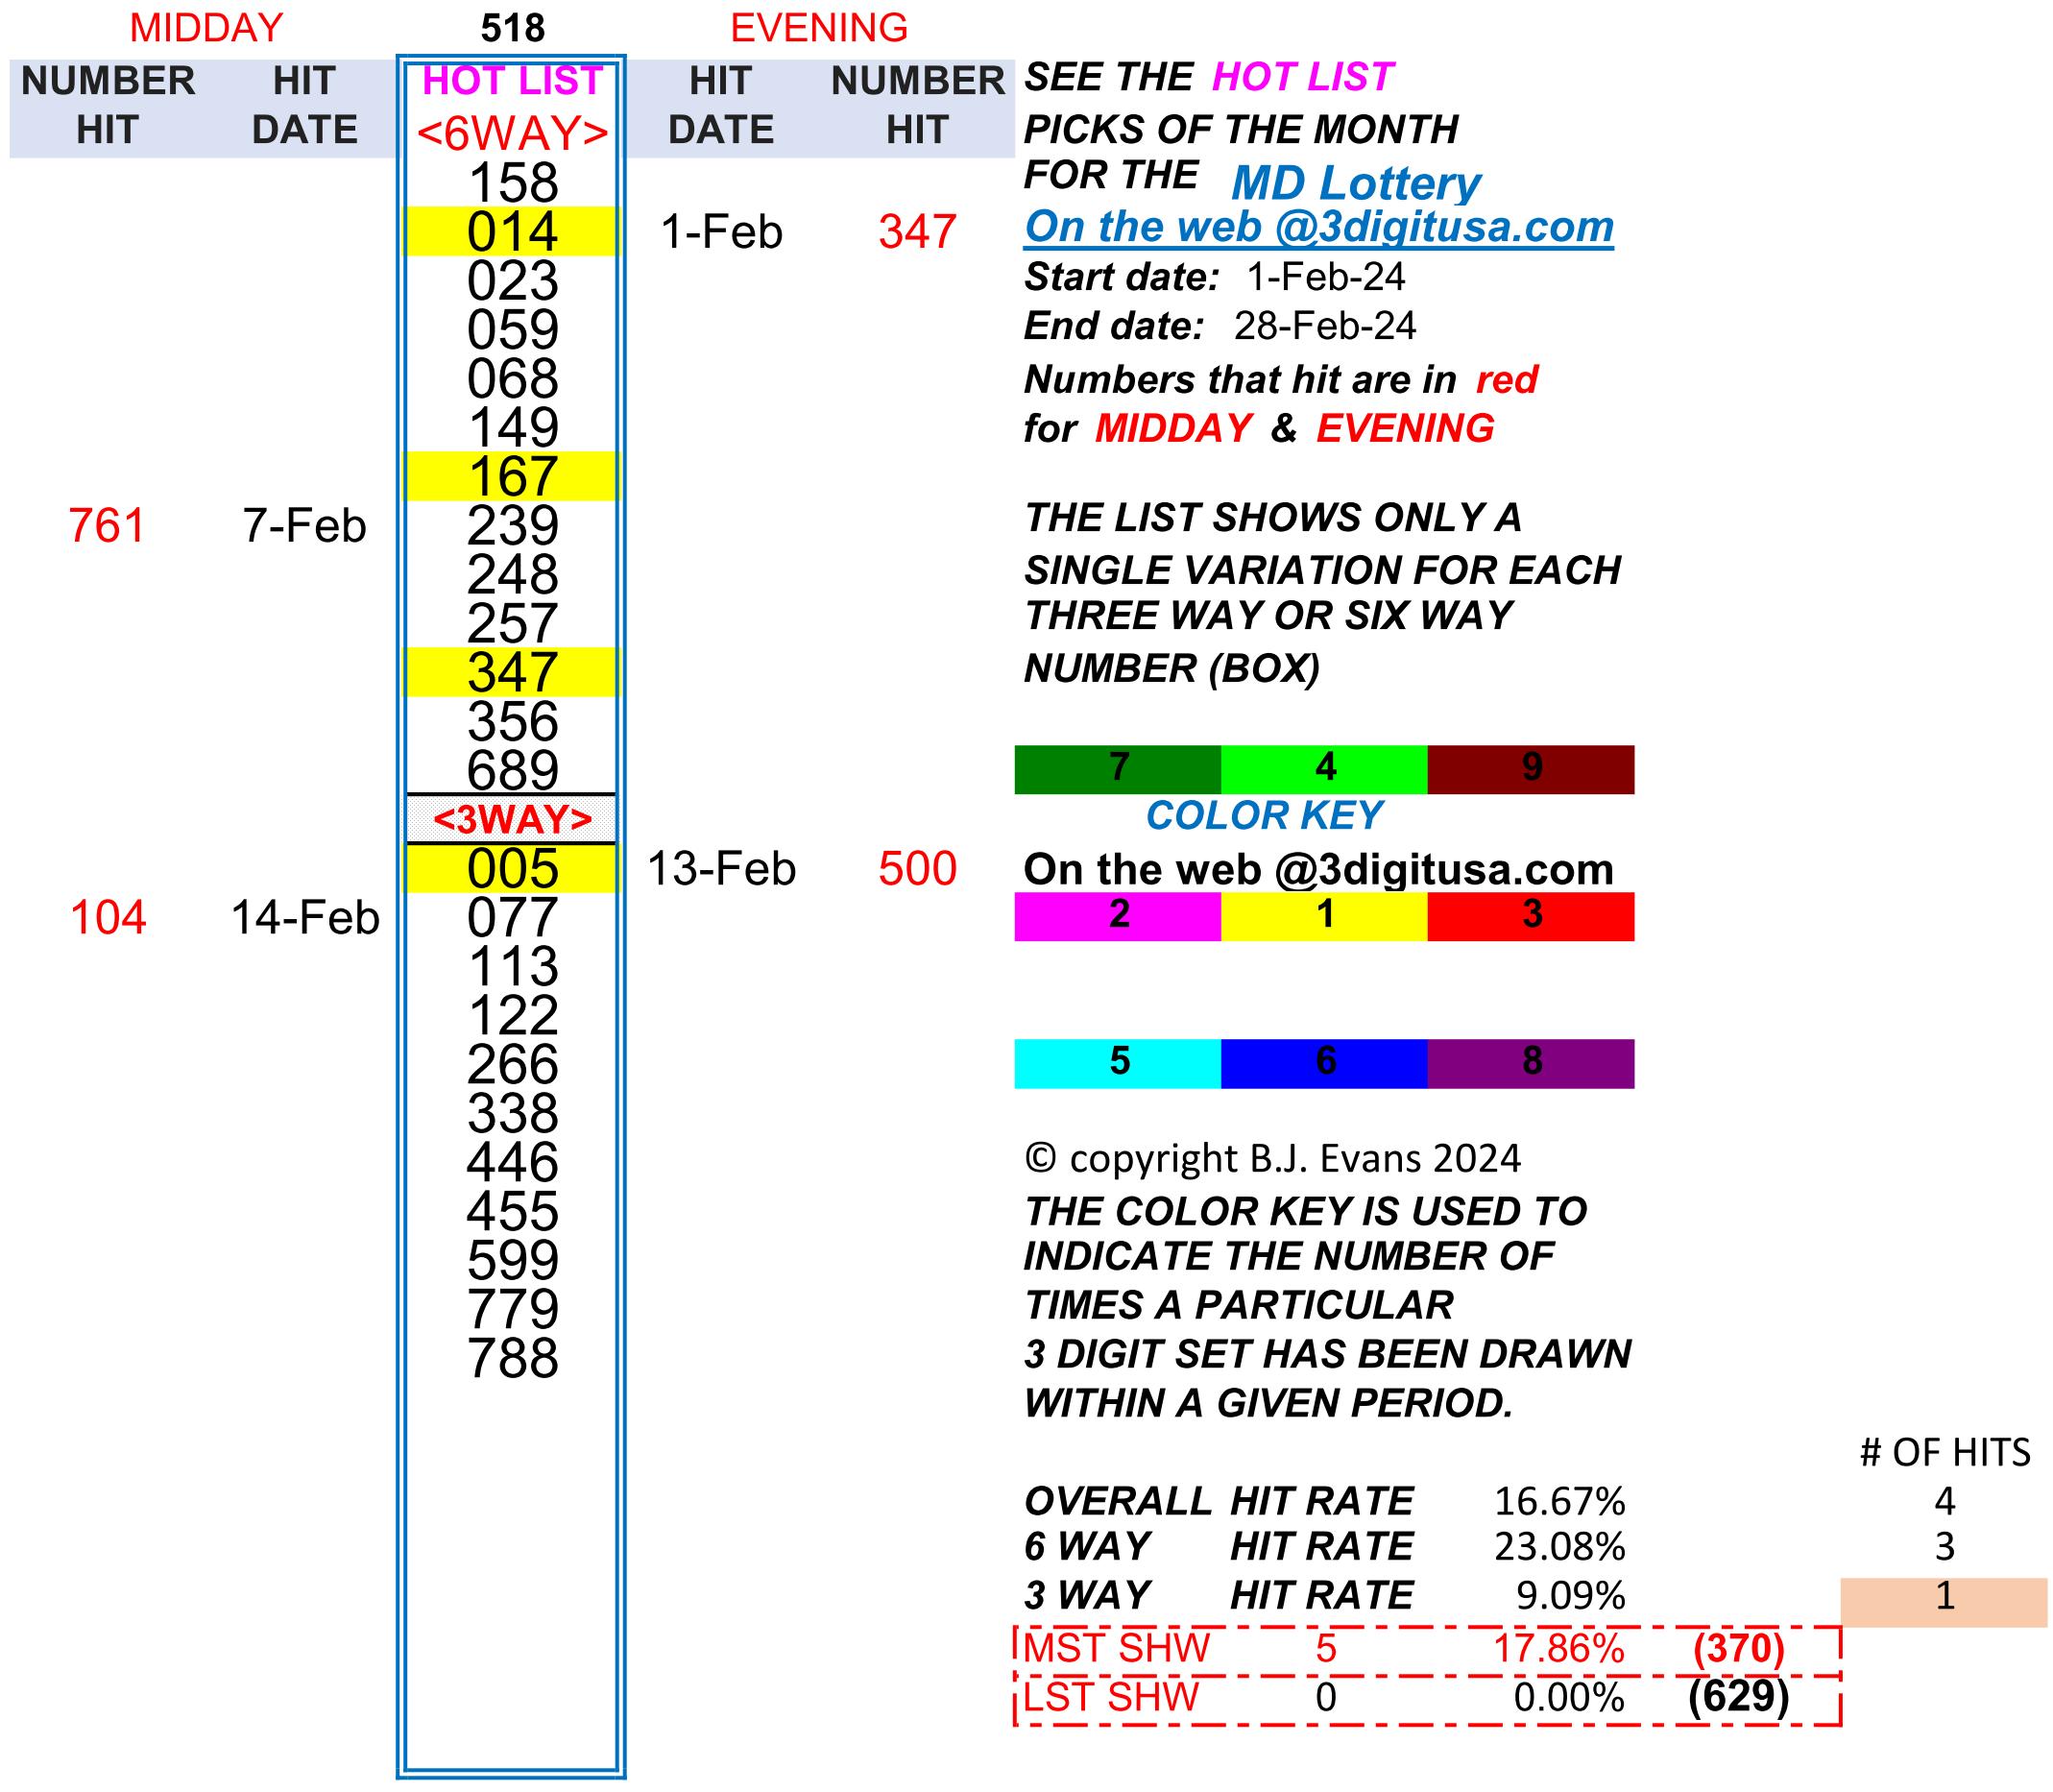 MIDDAY 518 EVENING
NUMBER HIT HOT LIST HIT NUMBER
HIT DATE <6WAY> DATE HIT
158
014 1-Feb 347
023
059
068
149
167
761 7-Feb 239
248
257
347
356
689
<3WAY>
005 13-Feb 500
104 14-Feb 077
113
122
266
338
446
455
599
779
788
SEE THE HOT LIST
PICKS OF THE MONTH
FOR THE MD Lottery
On the web @3digitusa.com
Start date: 1-Feb-24
End date: 28-Feb-24
Numbers that hit are in red
for MIDDAY & EVENING
THE LIST SHOWS ONLY A
SINGLE VARIATION FOR EACH
THREE WAY OR SIX WAY
NUMBER (BOX)
7 4 9
COLOR KEY
On the web @3digitusa.com
2 1 3
5 6 8
© copyright B.J. Evans 2024
THE COLOR KEY IS USED TO
INDICATE THE NUMBER OF
TIMES A PARTICULAR
3 DIGIT SET HAS BEEN DRAWN
WITHIN A GIVEN PERIOD.
# OF HITS
OVERALL HIT RATE 16.67% 4
6 WAY HIT RATE 23.08% 3
3 WAY HIT RATE 9.09% 1
MST SHW 5 17.86% (370)
LST SHW 0 0.00% (629)